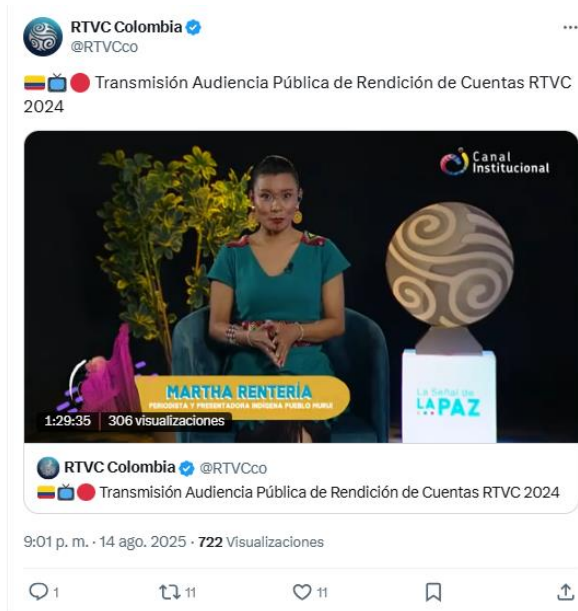 RTVC Colombia
@RTVCco
Transmisión Audiencia Pública de Rendición de Cuentas RTVC
2024
Canal
Institucional
MARTHA RENTERÍA
PERIODISTA Y PRESENTADORA INDÍGENA PUEBLO MURUI
La Señal de
LA PAZ
1:29:35 306 visualizaciones
RTVC Colombia @RTVCco
Transmisión Audiencia Pública de Rendición de Cuentas RTVC 2024
9:01 p. m. · 14 ago. 2025 · 722 Visualizaciones
1 11 11